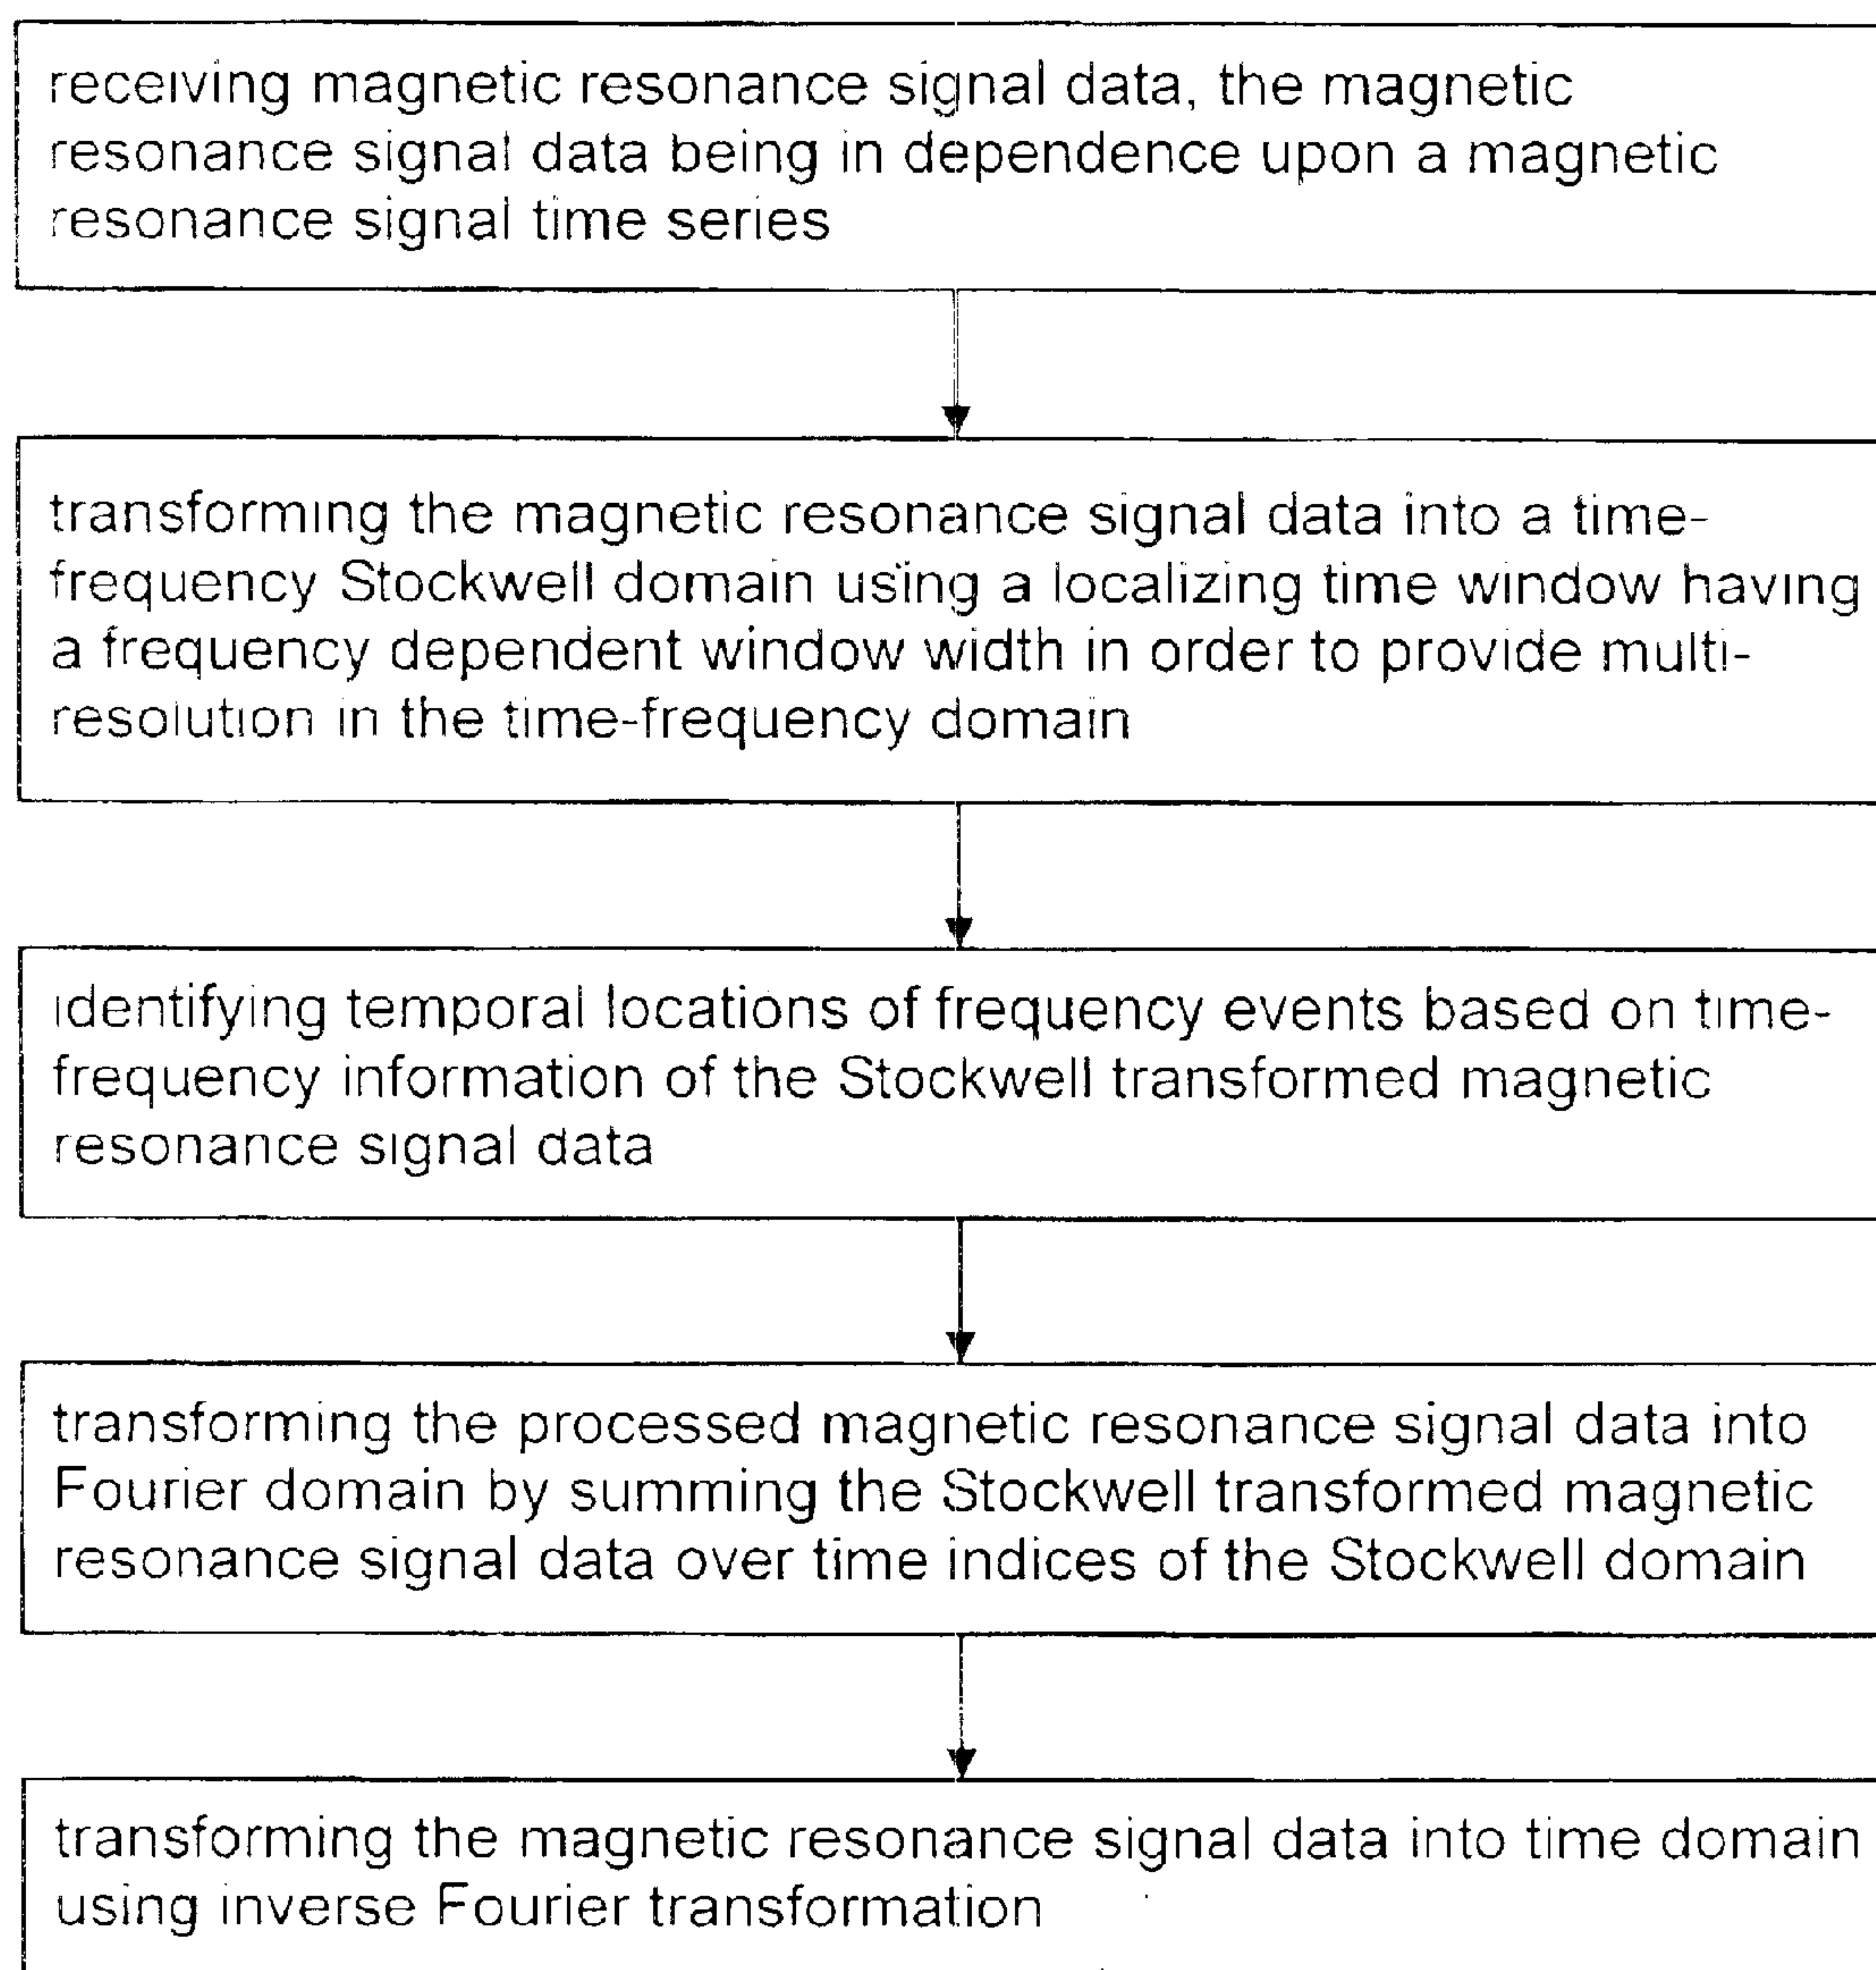 receiving magnetic resonance signal data, the magnetic
resonance signal data being in dependence upon a magnetic
resonance signal time series
transforming the magnetic resonance signal data into a time-
frequency Stockwell domain using a localizing time window having
a frequency dependent window width in order to provide multi-
resolution in the time-frequency domain
identifying temporal locations of frequency events based on time-
frequency information of the Stockwell transformed magnetic
resonance signal data
transforming the processed magnetic resonance signal data into
Fourier domain by summing the Stockwell transformed magnetic
resonance signal data over time indices of the Stockwell domain
transforming the magnetic resonance signal data into time domain
using inverse Fourier transformation